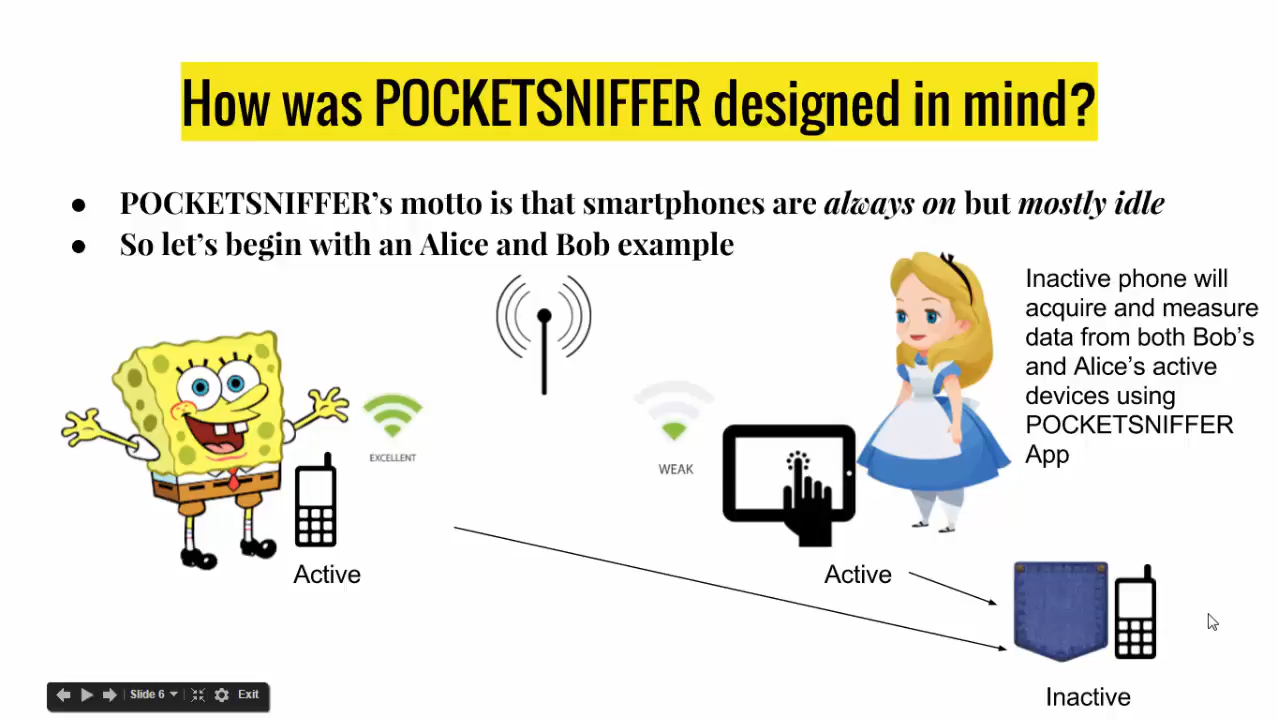 How was POCKETSNIFFER designed in mind?
● POCKETSNIFFER’s motto is that smartphones are always on but mostly idle
● So let’s begin with an Alice and Bob example
Inactive phone will
acquire and measure
data from both Bob’s
and Alice’s active
devices using
POCKETSNIFFER
App
EXCELLENT
WEAK
Active
Active
Inactive
Slide 6
Exit